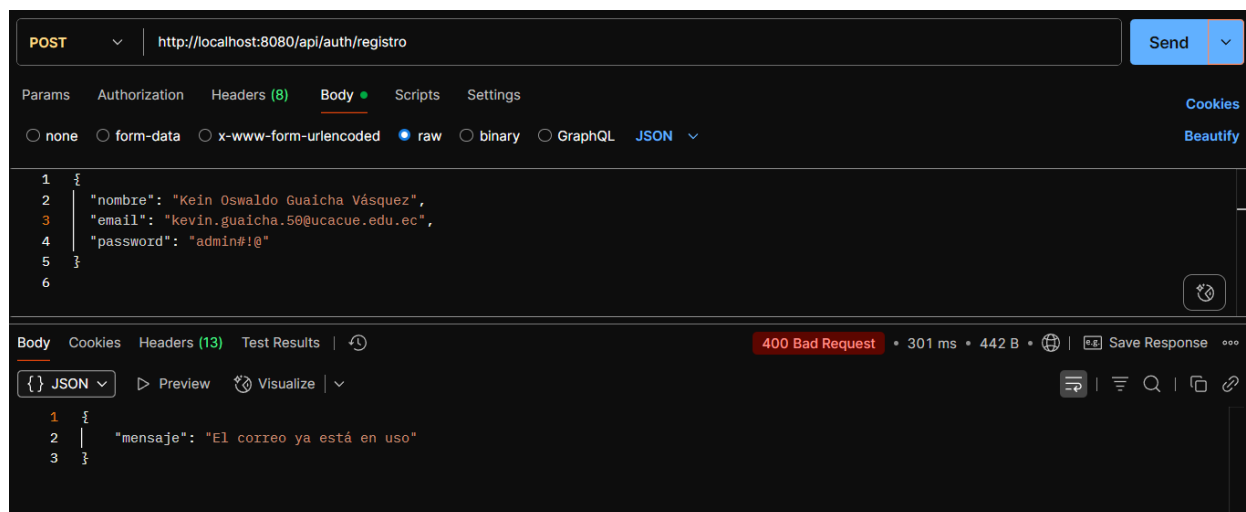 POST http://localhost:8080/api/auth/registro Send
Params Authorization Headers (8) Body Scripts Settings Cookies
none form-data x-www-form-urlencoded raw binary GraphQL JSON Beautify
1 {
2 "nombre": "Kein Oswaldo Guaicha Vásquez",
3 "email": "kevin.guaicha.50@ucacue.edu.ec",
4 "password": "admin#!@"
5 }
6
Body Cookies Headers (13) Test Results 400 Bad Request • 301 ms • 442 B • e.g. Save Response
{} JSON Preview Visualize
1 {
2 "mensaje": "El correo ya está en uso"
3 }